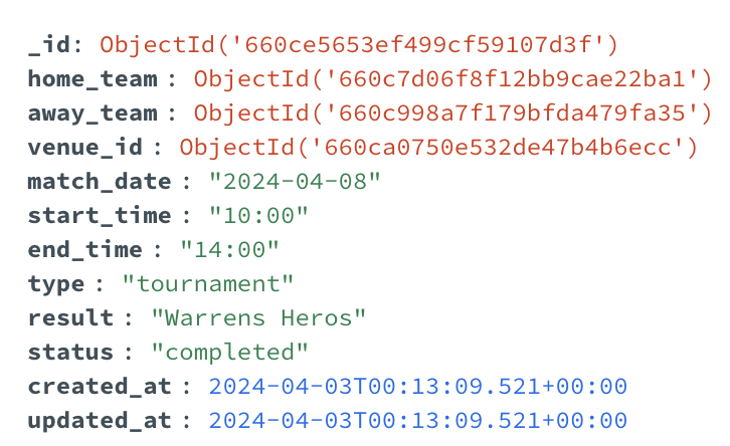 _id: ObjectId('660ce5653ef499cf59107d3f')
home_team : ObjectId('660c7d06f8f12bb9cae22ba1')
away_team : ObjectId('660c998a7f179bfda479fa35')
venue_id : ObjectId('660ca0750e532de47b4b6ecc')
match_date : "2024-04-08"
start_time : "10:00"
end_time : "14:00"
type : "tournament"
result : "Warrens Heros"
status : "completed"
created_at : 2024-04-03T00:13:09.521+00:00
updated_at : 2024-04-03T00:13:09.521+00:00